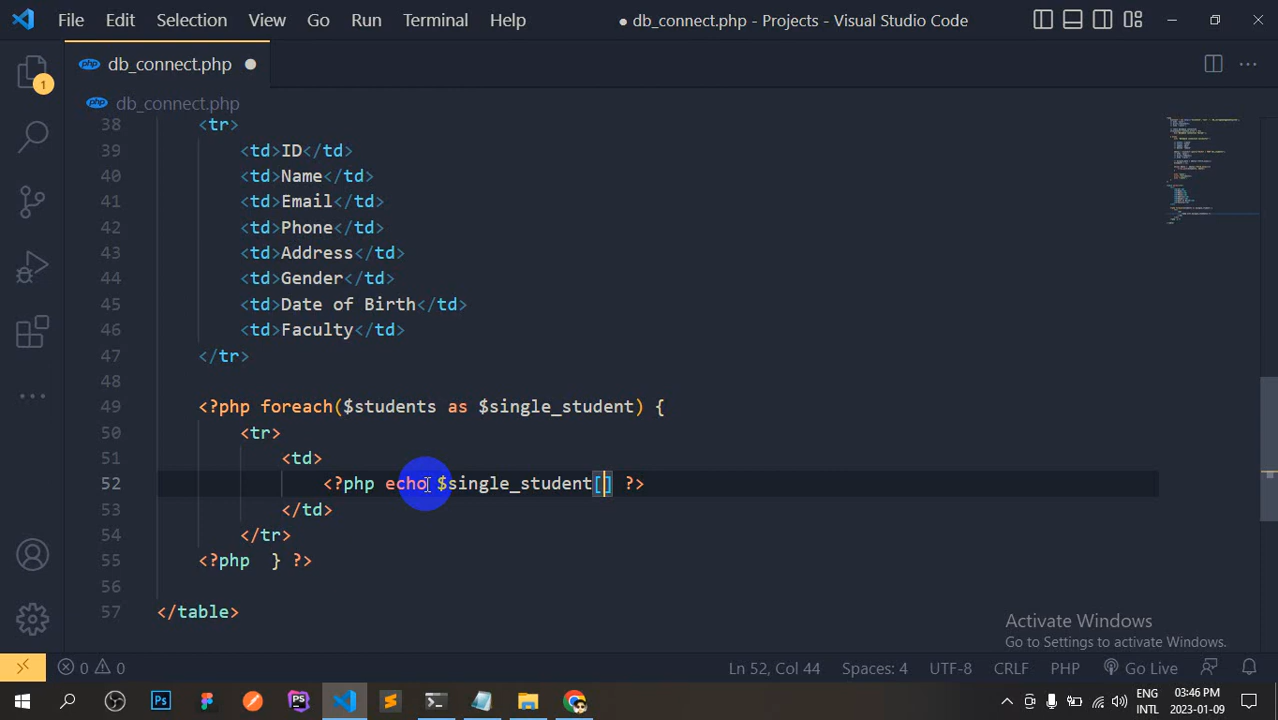 File Edit Selection View Go Run Terminal Help ● db_connect.php - Projects - Visual Studio Code
php db_connect.php ●
php db_connect.php
1
38 <tr>
39 <td>ID</td>
40 <td>Name</td>
41 <td>Email</td>
42 <td>Phone</td>
43 <td>Address</td>
44 <td>Gender</td>
45 <td>Date of Birth</td>
46 <td>Faculty</td>
47 </tr>
48
49 <?php foreach($students as $single_student) {
50 <tr>
51 <td>
52 <?php echo $single_student[] ?>
53 </td>
54 </tr>
55 <?php } ?>
56
57 </table>
Activate Windows
Go to Settings to activate Windows.
0 0 Ln 52, Col 44 Spaces: 4 UTF-8 CRLF PHP Go Live
Ps PS ENG 03:46 PM
INTL 2023-01-09